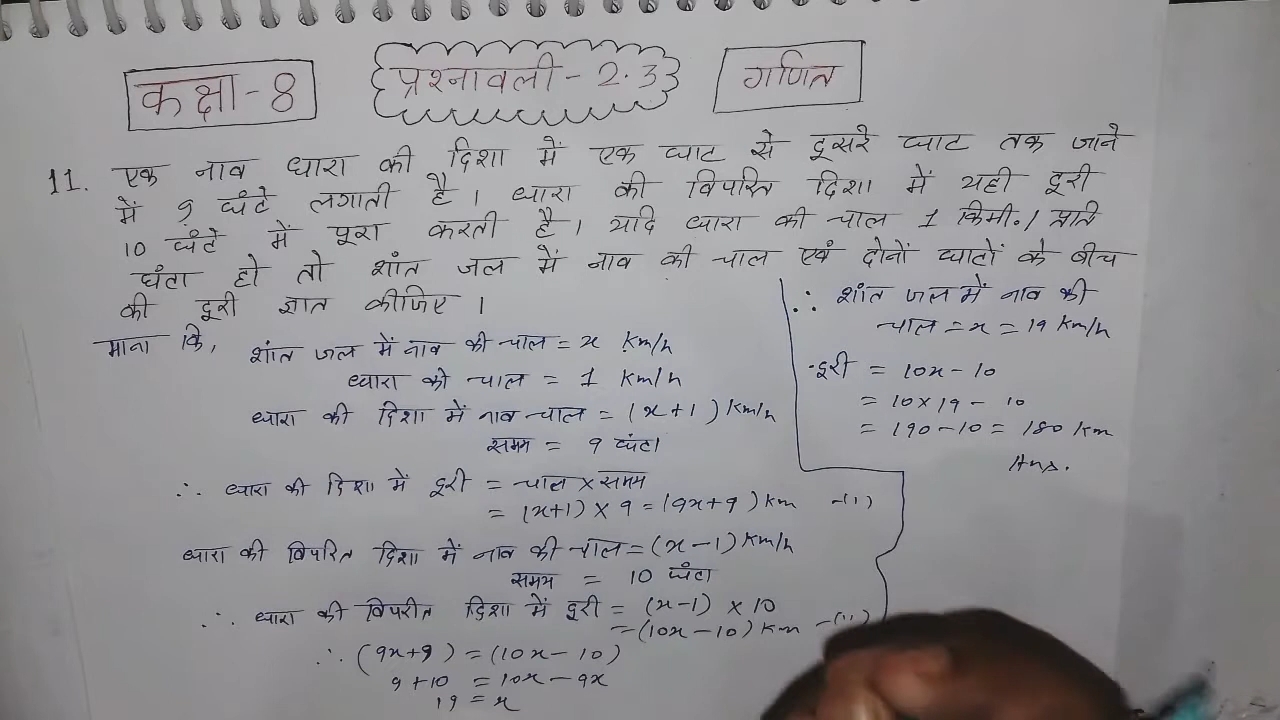 कक्षा-8
प्रश्नावली-2.3
गणित
11. एक नाव धारा की दिशा में एक घाट से दूसरे घाट तक जाने
में 9 घंटे लगाती है। धारा की विपरित दिशा में यही दूरी
10 घंटे में पूरा करती है। यदि धारा की चाल 1 किमी./प्रति
घंटा हो तो शांत जल में नाव की चाल एवं दोनों घाटों के बीच
की दूरी ज्ञात कीजिए।
माना कि,
शांत जल में नाव की चाल = x km/h
धारा की चाल = 1 km/h
धारा की दिशा में नाव चाल = (x+1) km/h
समय = 9 घंटा
∴ धारा की दिशा में दूरी = चाल × समय
= (x+1) × 9 = (9x+9) km -(i)
धारा की विपरित दिशा में नाव की चाल = (x-1) km/h
समय = 10 घंटा
∴ धारा की विपरीत दिशा में दूरी = (x-1) × 10
= (10x-10) km -(ii)
∴ (9x+9) = (10x-10)
9+10 = 10x-9x
19 = x
∴ शांत जल में नाव की
चाल = x = 19 km/h
दूरी = 10x-10
= 10×19-10
= 190-10 = 180 km
Ans.